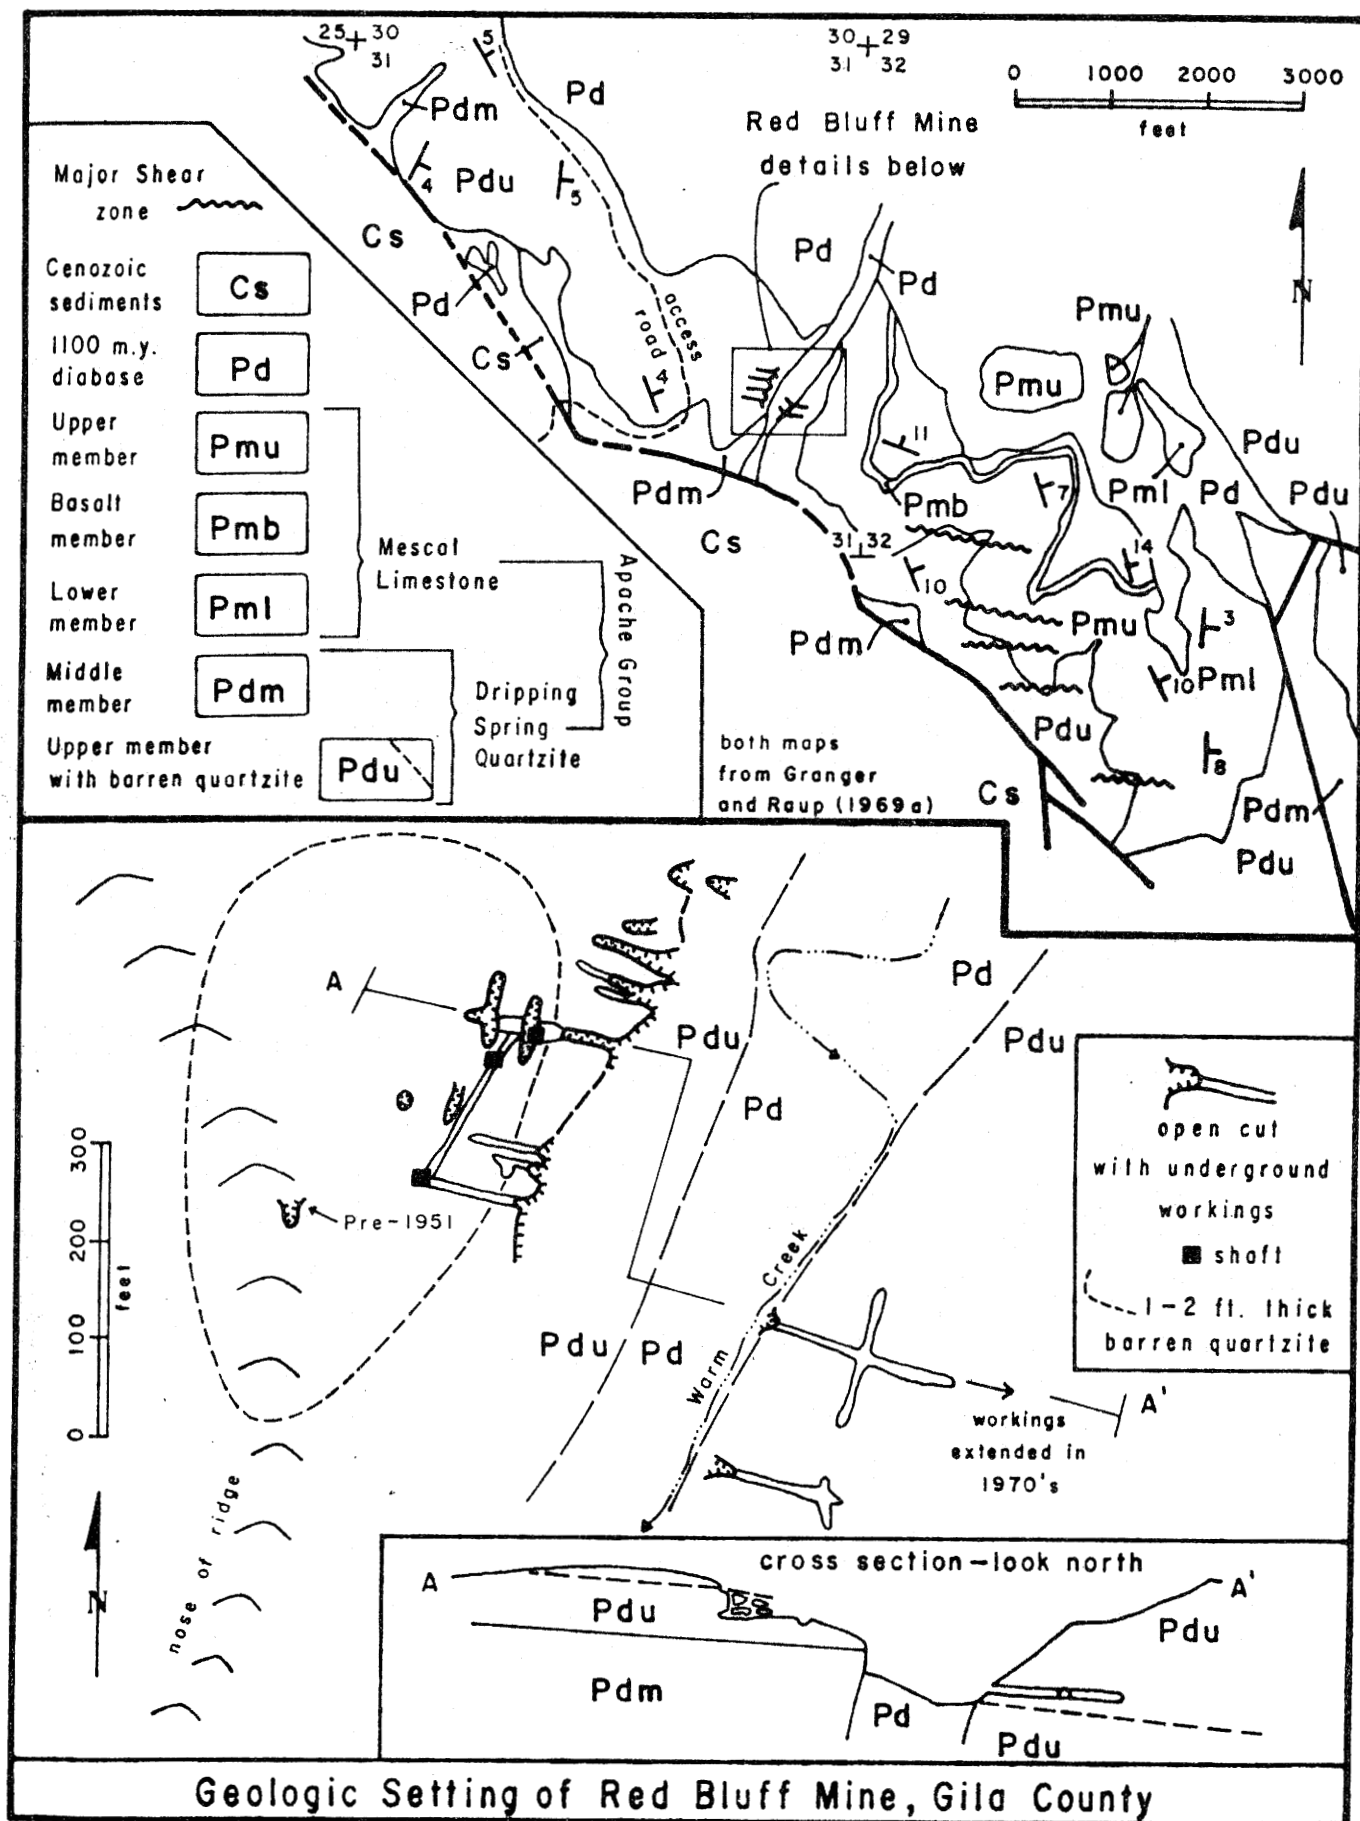 25 30
31
5
Pd
30 29
31 32
0 1000 2000 3000
feet
Red Bluff Mine
details below
Pdm
4
Pdu
5
Cs
Pd
Pd
Pd
N
access
road
4
Cs
Pmu
Pmu
Pdu
11
Pdm
Pmb
7
Pml
Pd
Pdu
Cs
31 32
14
10
Pmu
3
Pdm
10
Pml
Pdu
8
Cs
Pdm
Pdu
both maps
from Granger
and Raup (1969a)
Major Shear
zone
Cenozoic
sediments
Cs
1100 m.y.
diabase
Pd
Upper
member
Pmu
Basalt
member
Pmb
Lower
member
Pml
Mescal
Limestone
Middle
member
Pdm
Upper member
with barren quartzite
Pdu
Dripping
Spring
Quartzite
Apache Group
A
Pdu
Pd
Pdu
Pd
Pre-1951
300
200
100
0
feet
Creek
Warm
Pdu
Pd
A'
workings
extended in
1970's
open cut
with underground
workings
shaft
1-2 ft. thick
barren quartzite
N
nose of ridge
cross section-look north
A
A'
Pdu
Pdu
Pdm
Pd
Pdu
Geologic Setting of Red Bluff Mine, Gila County